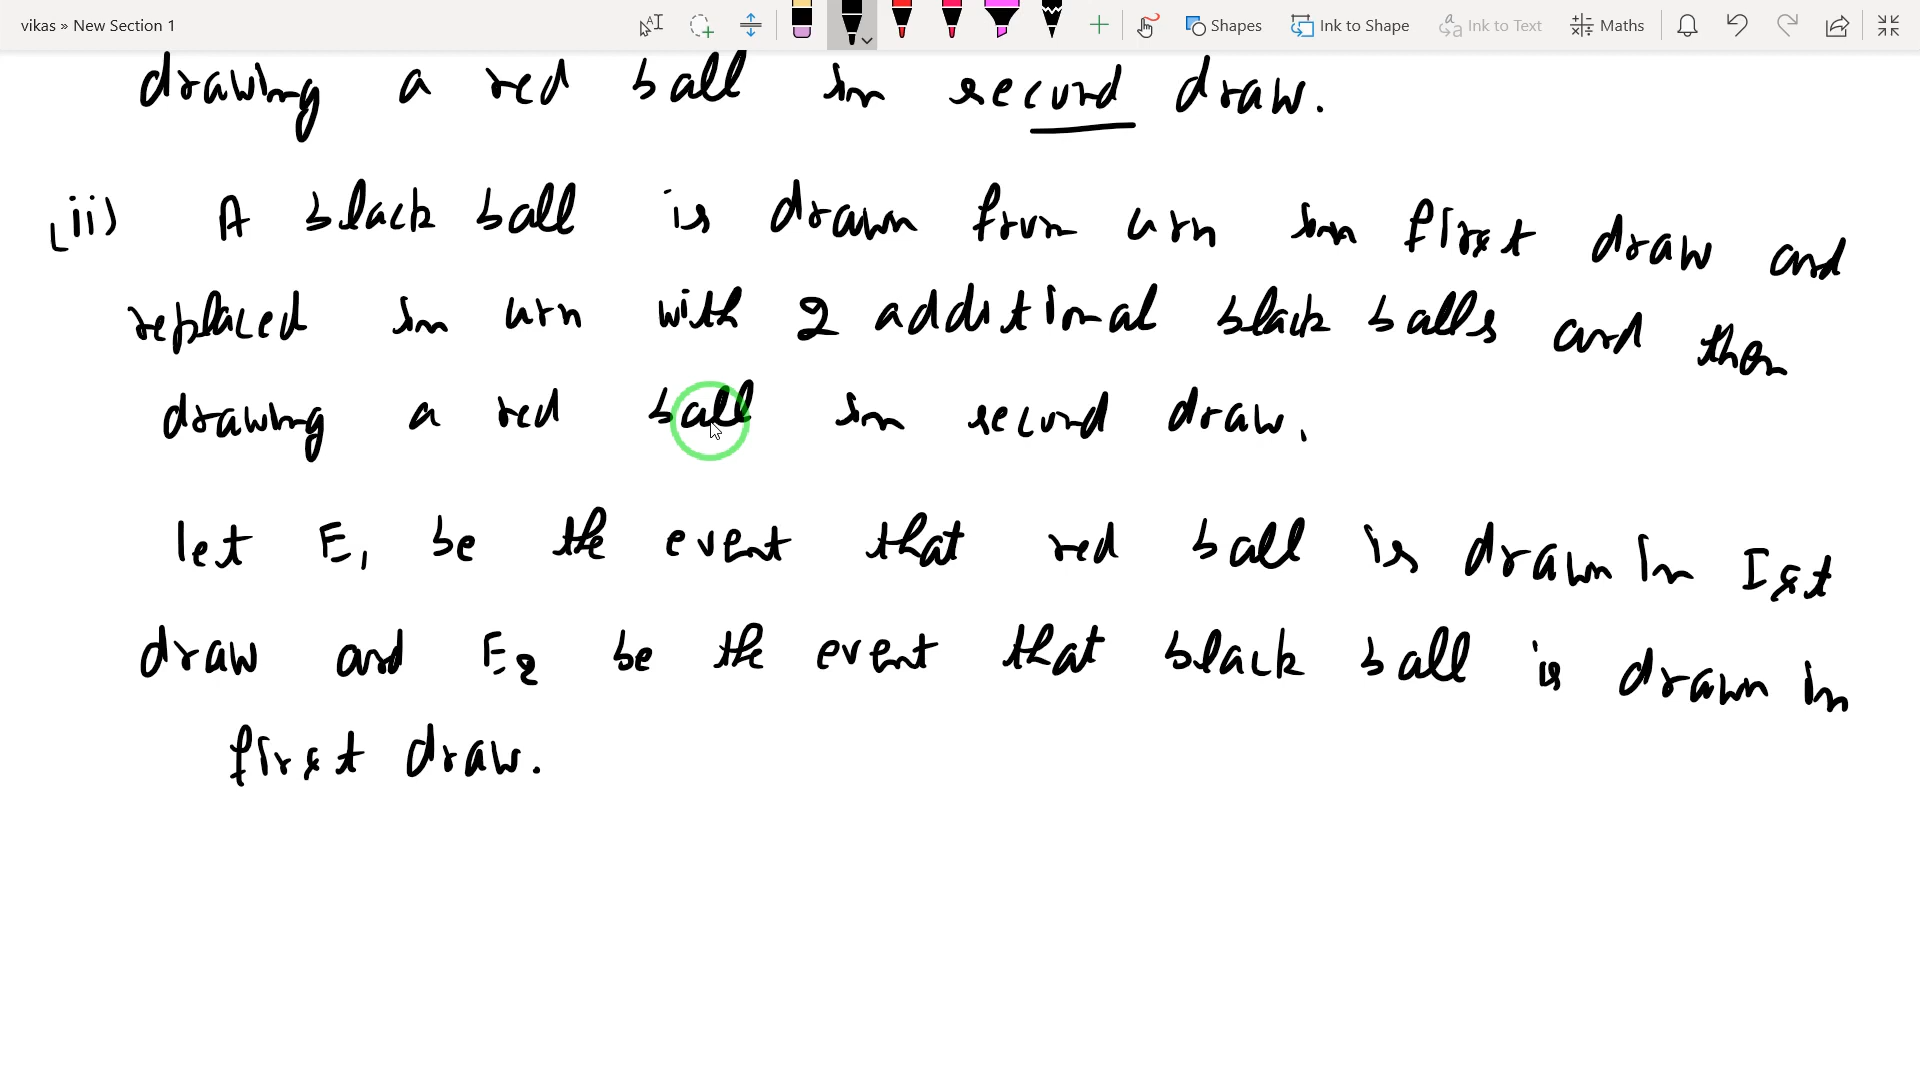 vikas » New Section 1
Shapes Ink to Shape Ink to Text Maths
drawing a red ball in second draw.
(ii) A black ball is drawn from urn in first draw and
replaced in urn with 2 additional black balls and then
drawing a red ball in second draw.
let E₁ be the event that red ball is drawn in Ist
draw and E₂ be the event that black ball is drawn in
first draw.